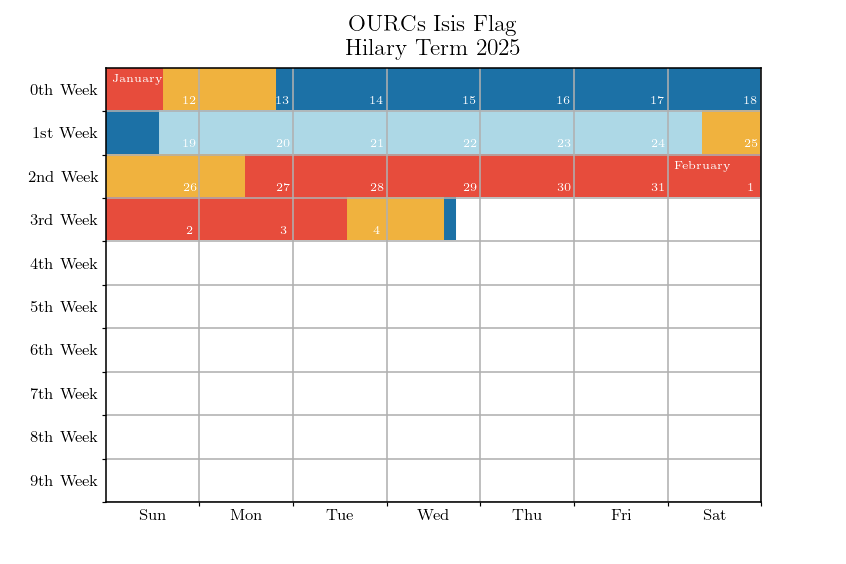 OURCs Isis Flag
Hilary Term 2025
January
0th Week 12 13 14 15 16 17 18
1st Week 19 20 21 22 23 24 25
February
2nd Week 26 27 28 29 30 31 1
3rd Week 2 3 4
4th Week
5th Week
6th Week
7th Week
8th Week
9th Week
Sun Mon Tue Wed Thu Fri Sat